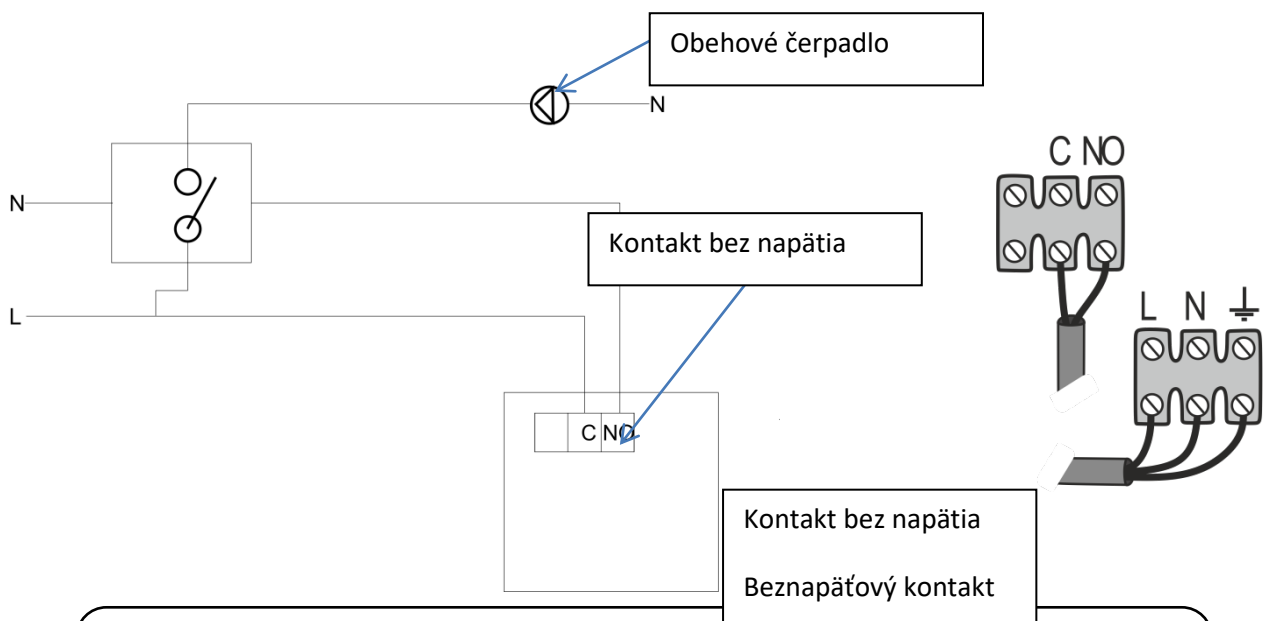 Obehové čerpadlo
N
C NO
N
Kontakt bez napätia
L N
L
C NO
Kontakt bez napätia
Beznapäťový kontakt